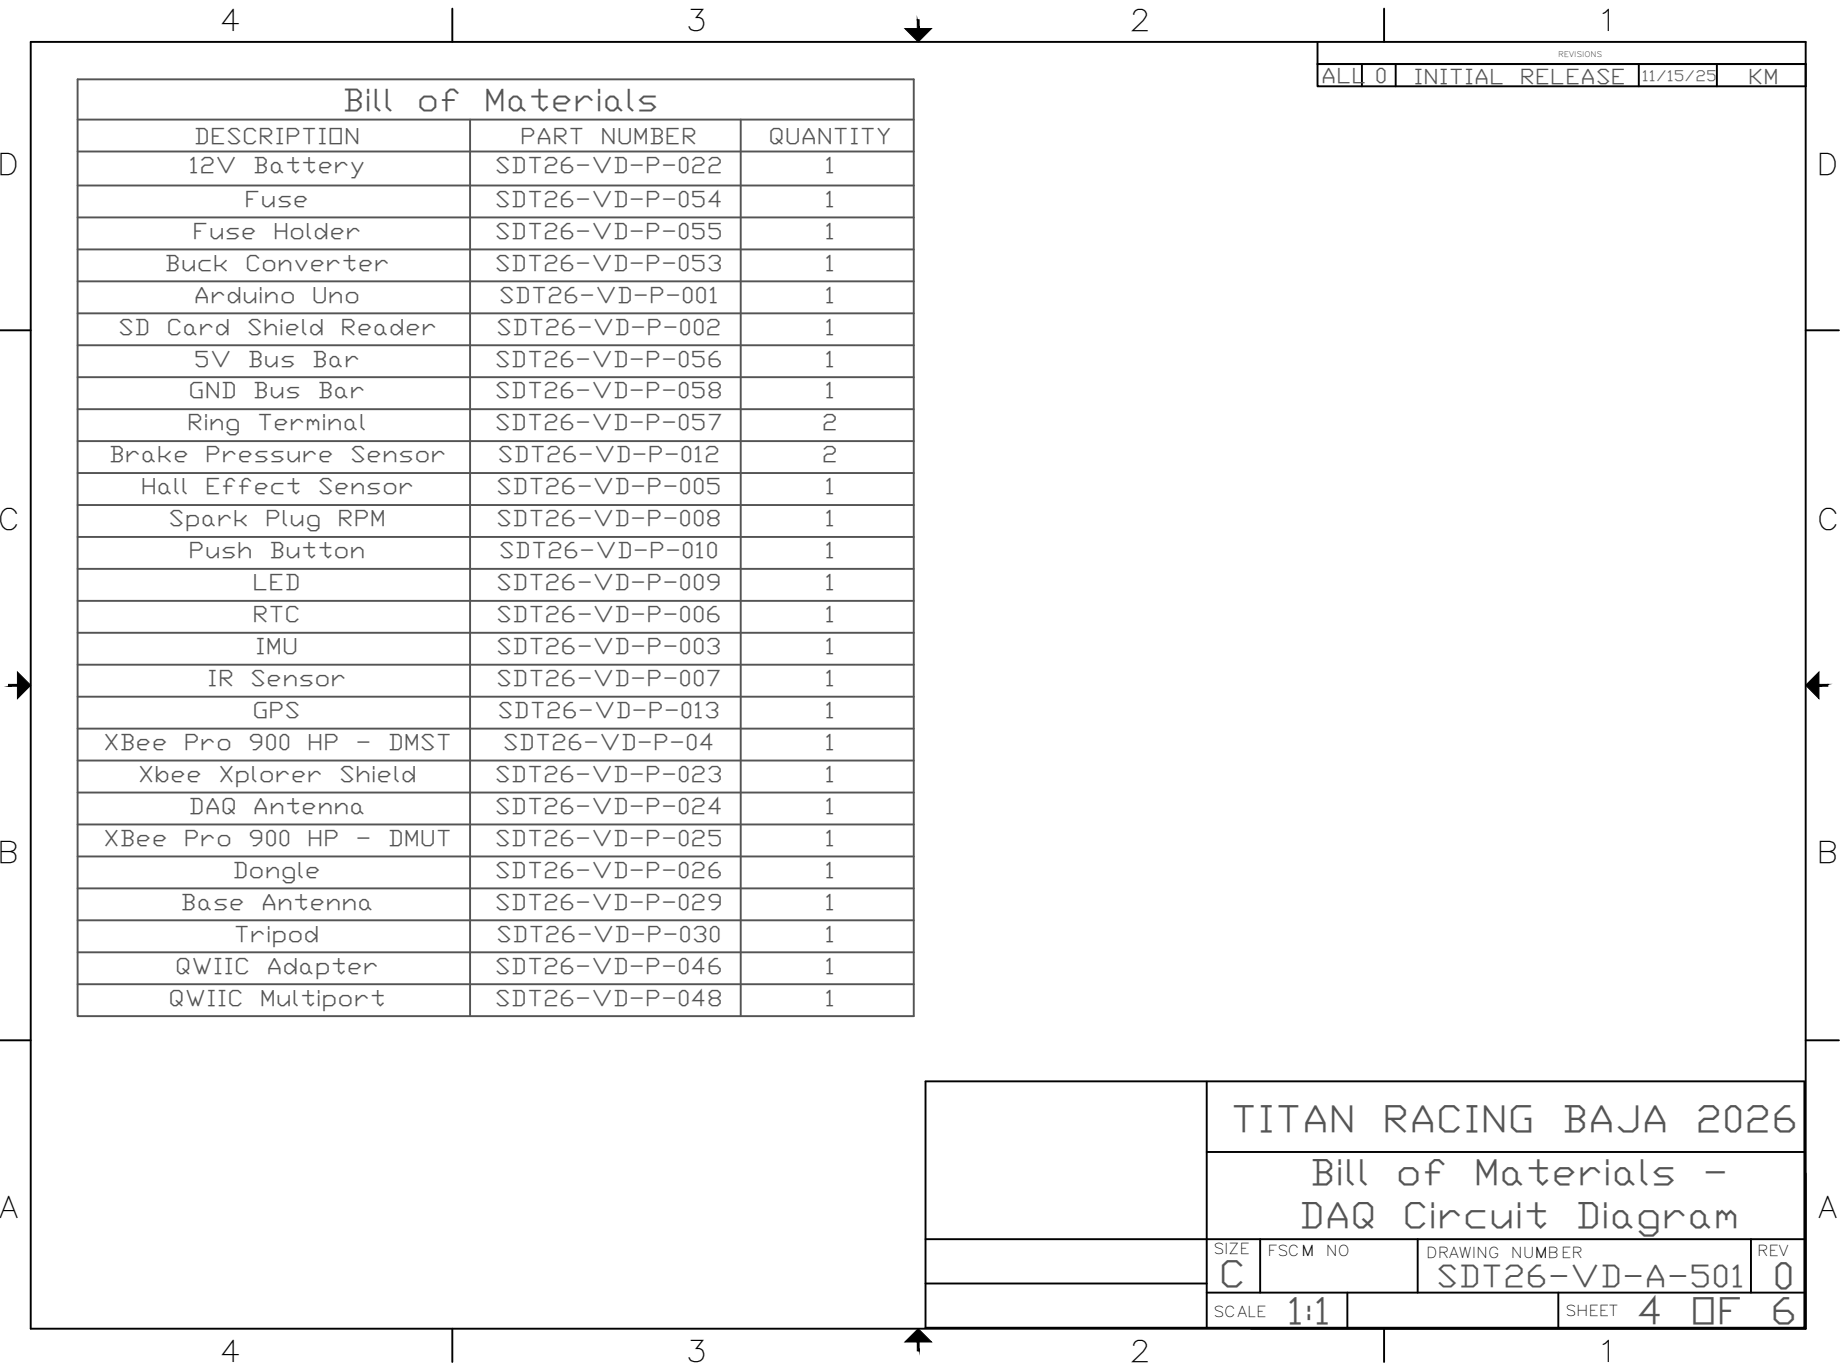 4 3 2 1
REVISIONS
ALL 0 INITIAL RELEASE 11/15/25 KM
Bill of Materials
DESCRIPTION PART NUMBER QUANTITY
12V Battery SDT26-VD-P-022 1
D D
Fuse SDT26-VD-P-054 1
Fuse Holder SDT26-VD-P-055 1
Buck Converter SDT26-VD-P-053 1
Arduino Uno SDT26-VD-P-001 1
SD Card Shield Reader SDT26-VD-P-002 1
5V Bus Bar SDT26-VD-P-056 1
GND Bus Bar SDT26-VD-P-058 1
Ring Terminal SDT26-VD-P-057 2
Brake Pressure Sensor SDT26-VD-P-012 2
Hall Effect Sensor SDT26-VD-P-005 1
Spark Plug RPM SDT26-VD-P-008 1
C C
Push Button SDT26-VD-P-010 1
LED SDT26-VD-P-009 1
RTC SDT26-VD-P-006 1
IMU SDT26-VD-P-003 1
IR Sensor SDT26-VD-P-007 1
GPS SDT26-VD-P-013 1
XBee Pro 900 HP - DMST SDT26-VD-P-04 1
Xbee Xplorer Shield SDT26-VD-P-023 1
DAQ Antenna SDT26-VD-P-024 1
XBee Pro 900 HP - DMUT SDT26-VD-P-025 1
B B
Dongle SDT26-VD-P-026 1
Base Antenna SDT26-VD-P-029 1
Tripod SDT26-VD-P-030 1
QWIIC Adapter SDT26-VD-P-046 1
QWIIC Multiport SDT26-VD-P-048 1
TITAN RACING BAJA 2026
Bill of Materials -
DAQ Circuit Diagram
A A
SIZE FSCM NO DRAWING NUMBER REV
C SDT26-VD-A-501 0
SCALE 1:1 SHEET 4 OF 6
4 3 2 1